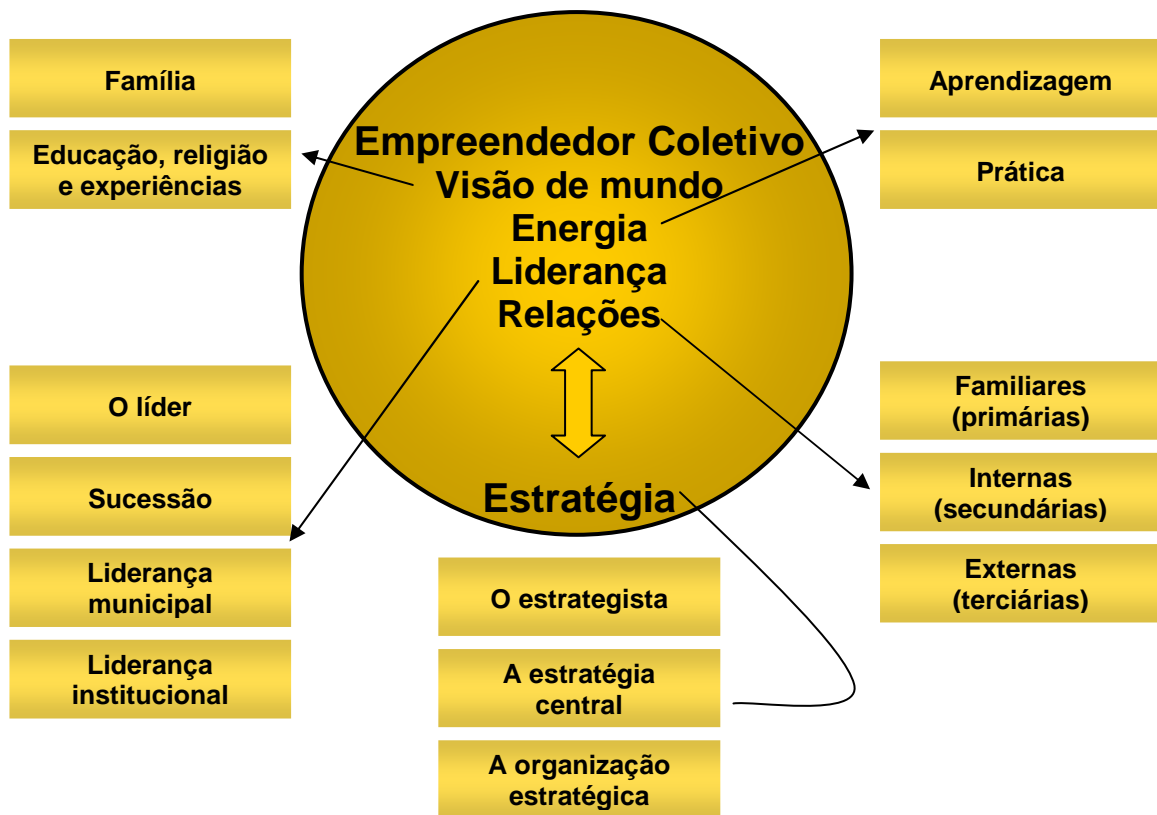 Família
Educação, religião
e experiências
Empreendedor Coletivo
Visão de mundo
Energia
Liderança
Relações
Estratégia
Aprendizagem
Prática
O líder
Sucessão
Liderança
municipal
Liderança
institucional
O estrategista
A estratégia
central
A organização
estratégica
Familiares
(primárias)
Internas
(secundárias)
Externas
(terciárias)